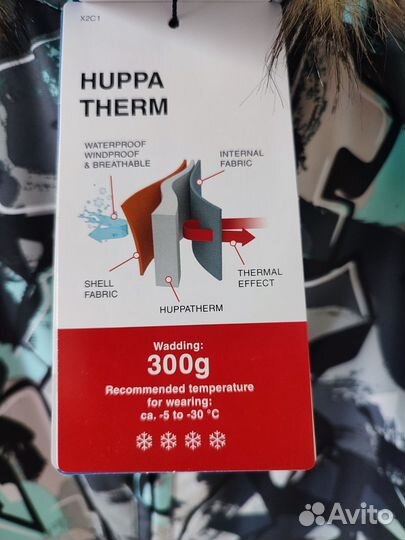 X2C1
HUPPA
THERM
WATERPROOF
WINDPROOF
& BREATHABLE
INTERNAL
FABRIC
SHELL
FABRIC
HUPPATHERM
THERMAL
EFFECT
Wadding:
300g
Recommended temperature
for wearing:
ca. -5 to -30 °C
Avito